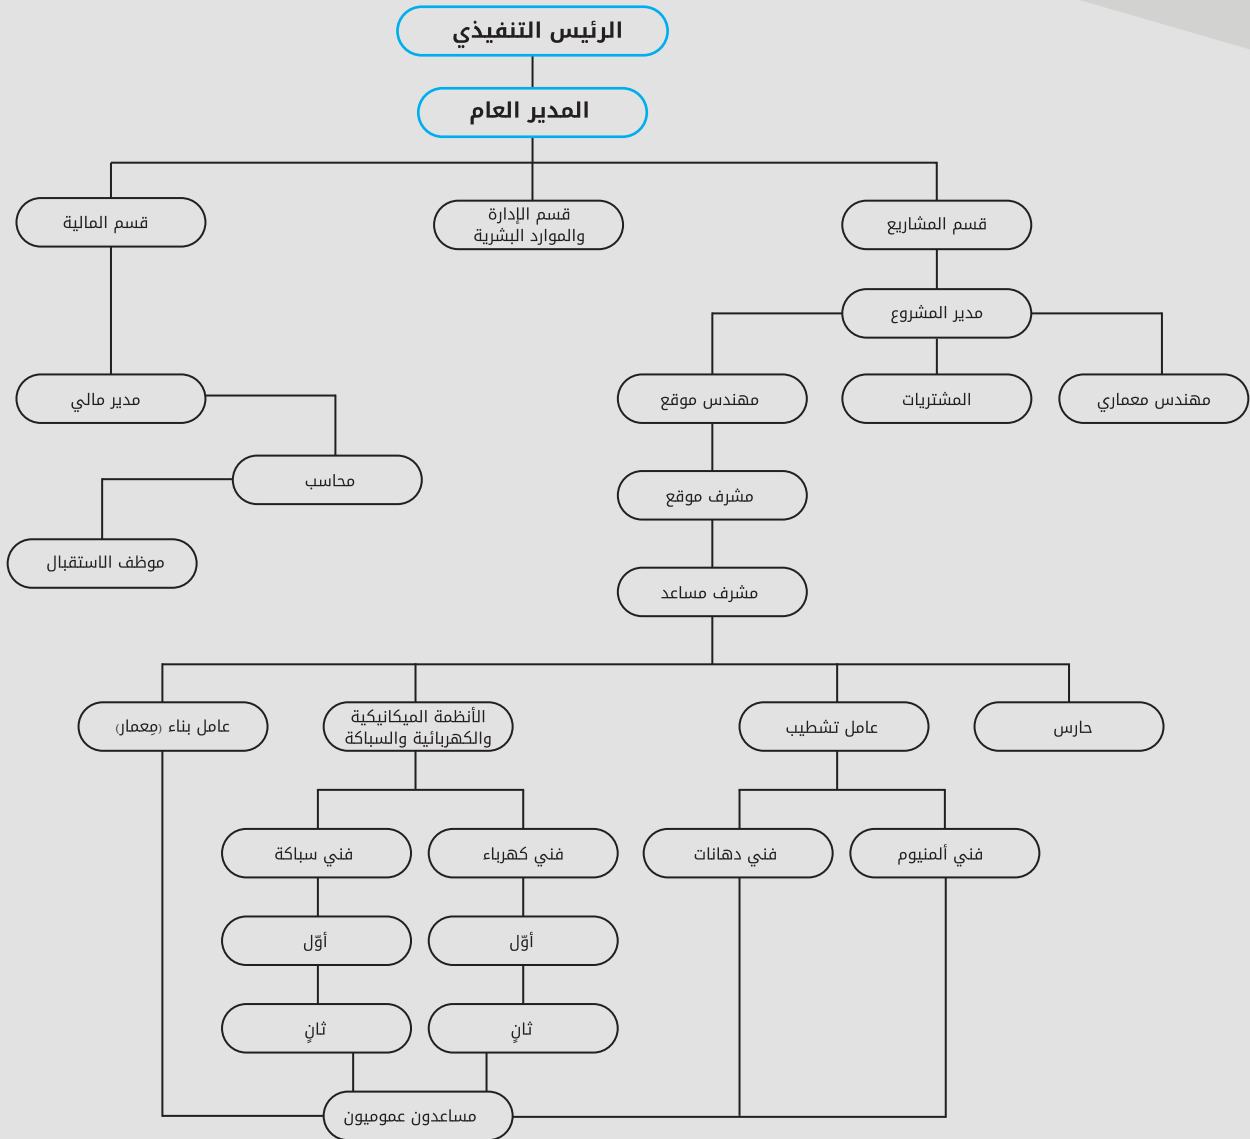 الرئيس التنفيذي
المدير العام
قسم المشاريع
قسم الإدارة
والموارد البشرية
قسم المالية
مدير المشروع
مهندس معماري
المشتريات
مهندس موقع
مدير مالي
محاسب
مشرف موقع
موظف الاستقبال
مشرف مساعد
حارس
عامل تشطيب
الأنظمة الميكانيكية
والكهربائية والسباكة
عامل بناء (مِعمار)
فني ألمنيوم
فني دهانات
فني كهرباء
فني سباكة
أوّل
أوّل
ثانٍ
ثانٍ
مساعدون عموميون